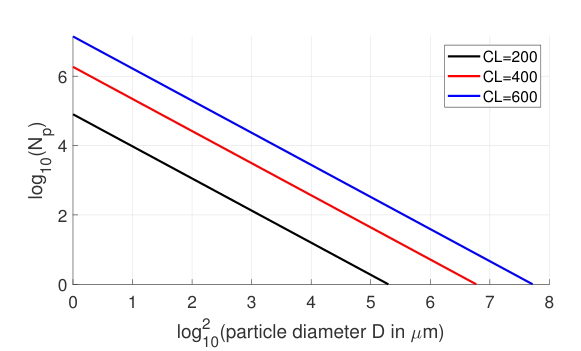 CL=200
CL=400
CL=600
log₁₀(Nₚ)
6
4
2
0
0 1 2 3 4 5 6 7 8
log²₁₀(particle diameter D in μm)